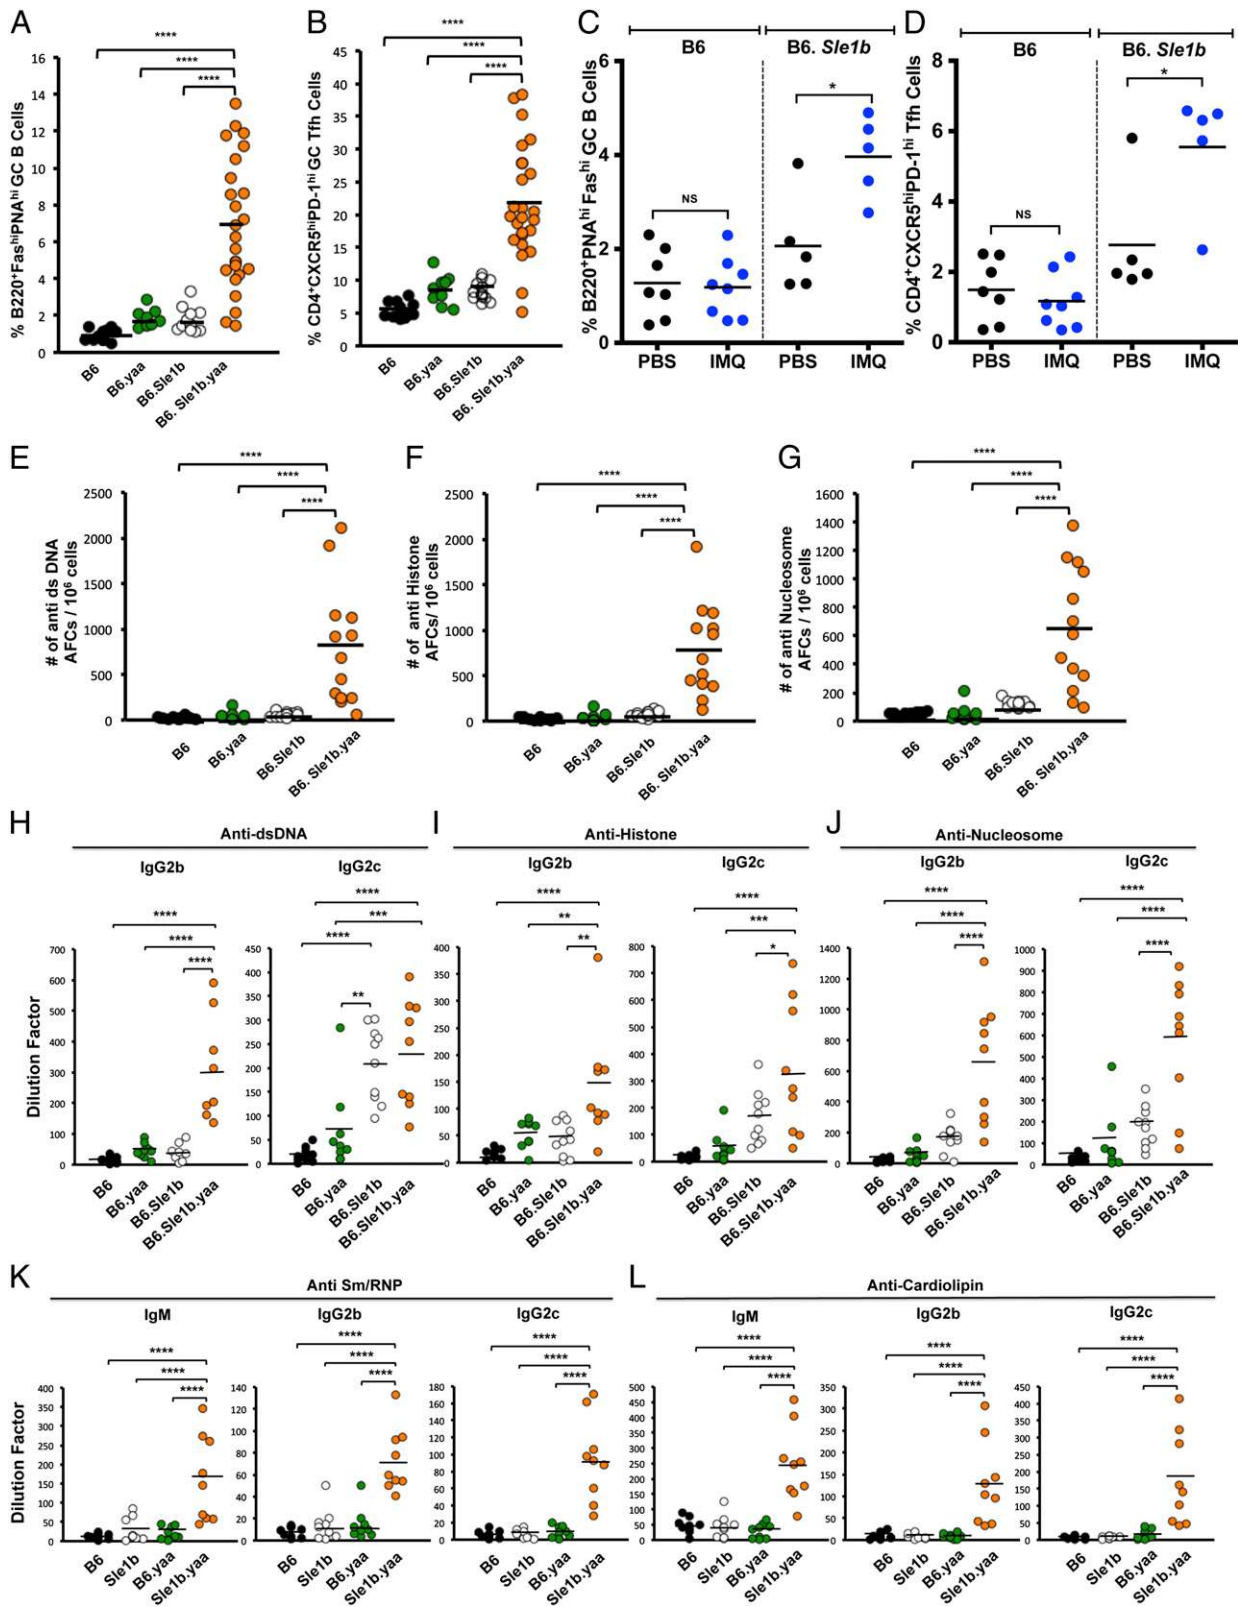 A
****
****
****
% B220⁺FasʰⁱPNAʰⁱ GC B Cells
16
14
12
10
8
6
4
2
0
B6
B6.yaa
B6.Sle1b
B6. Sle1b.yaa
B
****
****
****
% CD4⁺CXCR5ʰⁱPD-1ʰⁱ GC Tfh Cells
45
40
35
30
25
20
15
10
5
0
B6
B6.yaa
B6.Sle1b
B6. Sle1b.yaa
C
B6
B6. Sle1b
% B220⁺PNAʰⁱ Fasʰⁱ GC B Cells
6
4
2
0
NS
*
PBS
IMQ
PBS
IMQ
D
B6
B6. Sle1b
% CD4⁺CXCR5ʰⁱPD-1ʰⁱ Tfh Cells
8
6
4
2
0
NS
*
PBS
IMQ
PBS
IMQ
E
****
****
****
# of anti ds DNA
AFCs / 10⁶ cells
2500
2000
1500
1000
500
0
B6
B6.yaa
B6.Sle1b
B6. Sle1b.yaa
F
****
****
****
# of anti Histone
AFCs/ 10⁶ cells
2500
2000
1500
1000
500
0
B6
B6.yaa
B6.Sle1b
B6. Sle1b.yaa
G
****
****
****
# of anti Nucleosome
AFCs / 10⁶ cells
1600
1400
1200
1000
800
600
400
200
0
B6
B6.yaa
B6.Sle1b
B6. Sle1b.yaa
H
Anti-dsDNA
IgG2b
****
****
****
Dilution Factor
700
600
500
400
300
200
100
0
B6
B6.yaa
B6.Sle1b
B6.Sle1b.yaa
IgG2c
****
***
****
**
450
400
350
300
250
200
150
100
50
0
B6
B6.yaa
B6.Sle1b
B6.Sle1b.yaa
I
Anti-Histone
IgG2b
****
**
**
400
350
300
250
200
150
100
50
0
B6
B6.yaa
B6.Sle1b
B6.Sle1b.yaa
IgG2c
****
***
*
800
700
600
500
400
300
200
100
0
B6
B6.yaa
B6.Sle1b
B6.Sle1b.yaa
J
Anti-Nucleosome
IgG2b
****
****
****
1400
1200
1000
800
600
400
200
0
B6
B6.yaa
B6.Sle1b
B6.Sle1b.yaa
IgG2c
****
****
****
1000
900
800
700
600
500
400
300
200
100
0
B6
B6.yaa
B6.Sle1b
B6.Sle1b.yaa
K
Anti Sm/RNP
IgM
****
****
****
Dilution Factor
400
350
300
250
200
150
100
50
0
B6
Sle1b
B6.yaa
Sle1b.yaa
IgG2b
****
****
****
140
120
100
80
60
40
20
0
B6
Sle1b
B6.yaa
Sle1b.yaa
IgG2c
****
****
****
180
160
140
120
100
80
60
40
20
0
B6
Sle1b
B6.yaa
Sle1b.yaa
L
Anti-Cardiolipin
IgM
****
****
****
500
450
400
350
300
250
200
150
100
50
0
B6
Sle1b
B6.yaa
Sle1b.yaa
IgG2b
****
****
****
350
300
250
200
150
100
50
0
B6
Sle1b
B6.yaa
Sle1b.yaa
IgG2c
****
****
****
450
400
350
300
250
200
150
100
50
0
B6
Sle1b
B6.yaa
Sle1b.yaa